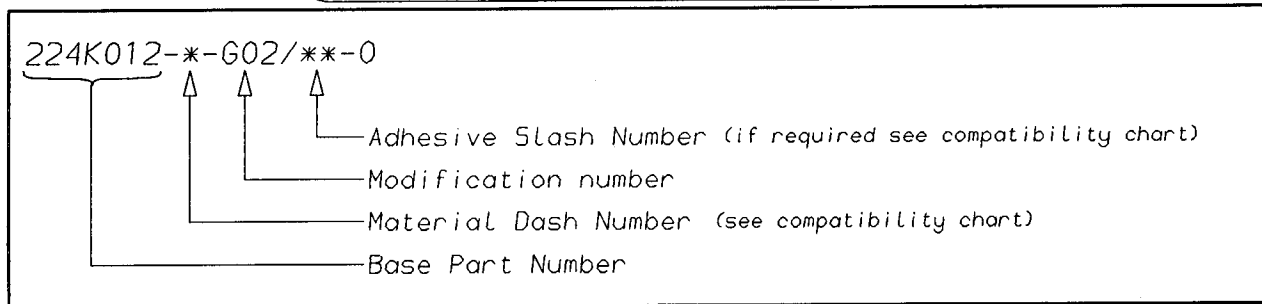 224K012-*-G02/**-0
Adhesive Slash Number (if required see compatibility chart)
Modification number
Material Dash Number (see compatibility chart)
Base Part Number